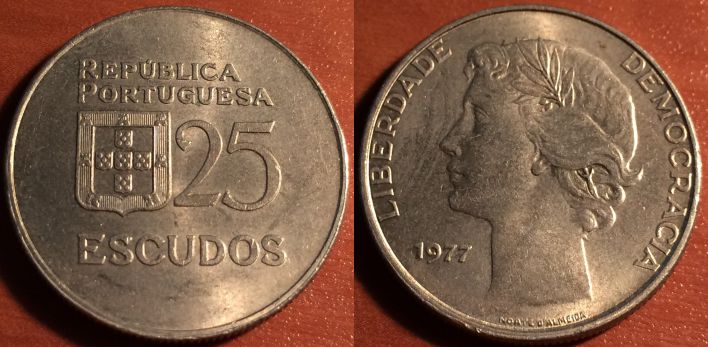 REPÚBLICA
PORTUGUESA
25
ESCUDOS
LIBERDADE
DEMOCRACIA
1977